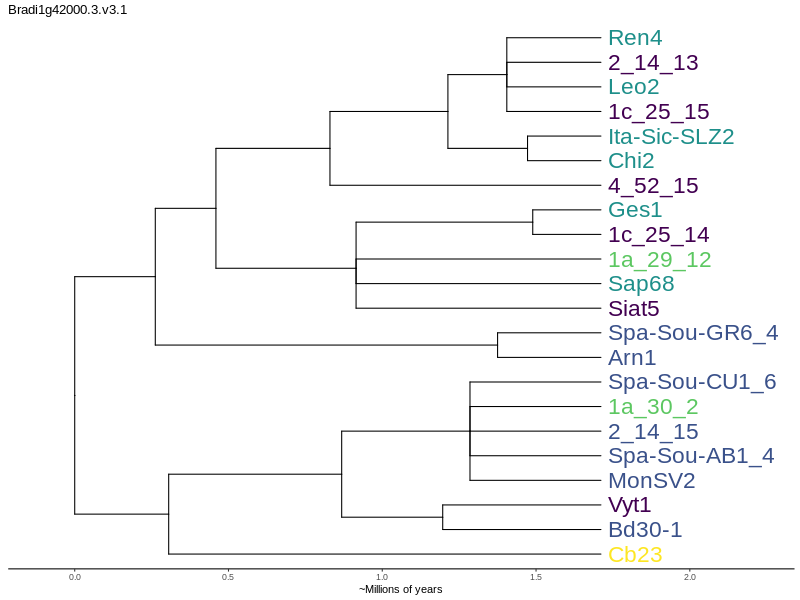 Bradi1g42000.3.v3.1
Ren4
2_14_13
Leo2
1c_25_15
Ita-Sic-SLZ2
Chi2
4_52_15
Ges1
1c_25_14
1a_29_12
Sap68
Siat5
Spa-Sou-GR6_4
Arn1
Spa-Sou-CU1_6
1a_30_2
2_14_15
Spa-Sou-AB1_4
MonSV2
Vyt1
Bd30-1
Cb23
0.0 0.5 1.0 1.5 2.0
~Millions of years